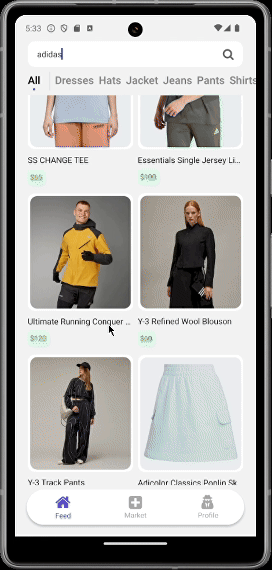 5:33
adidas
All Dresses Hats Jacket Jeans Pants Shirts
SS CHANGE TEE Essentials Single Jersey Li...
$55 $100
Ultimate Running Conquer ... Y-3 Refined Wool Blouson
$120
Y-3 Track Pants Adicolor Classics Poplin Sk
Feed Market Profile